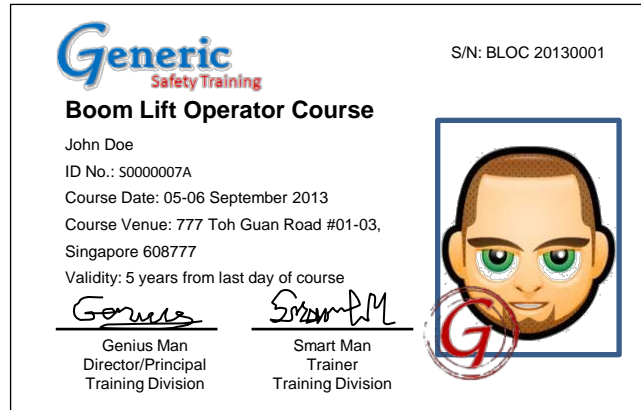 Generic
Safety Training
S/N: BLOC 20130001
Boom Lift Operator Course
John Doe
ID No.: S0000007A
Course Date: 05-06 September 2013
Course Venue: 777 Toh Guan Road #01-03,
Singapore 608777
Validity: 5 years from last day of course
Genius
Smart M
Genius Man
Director/Principal
Training Division
Smart Man
Trainer
Training Division
G